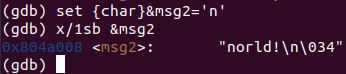 (gdb) set {char}&msg2='n'
(gdb) x/1sb &msg2
0x804a008 <msg2>:        "norld!\n\034"
(gdb)